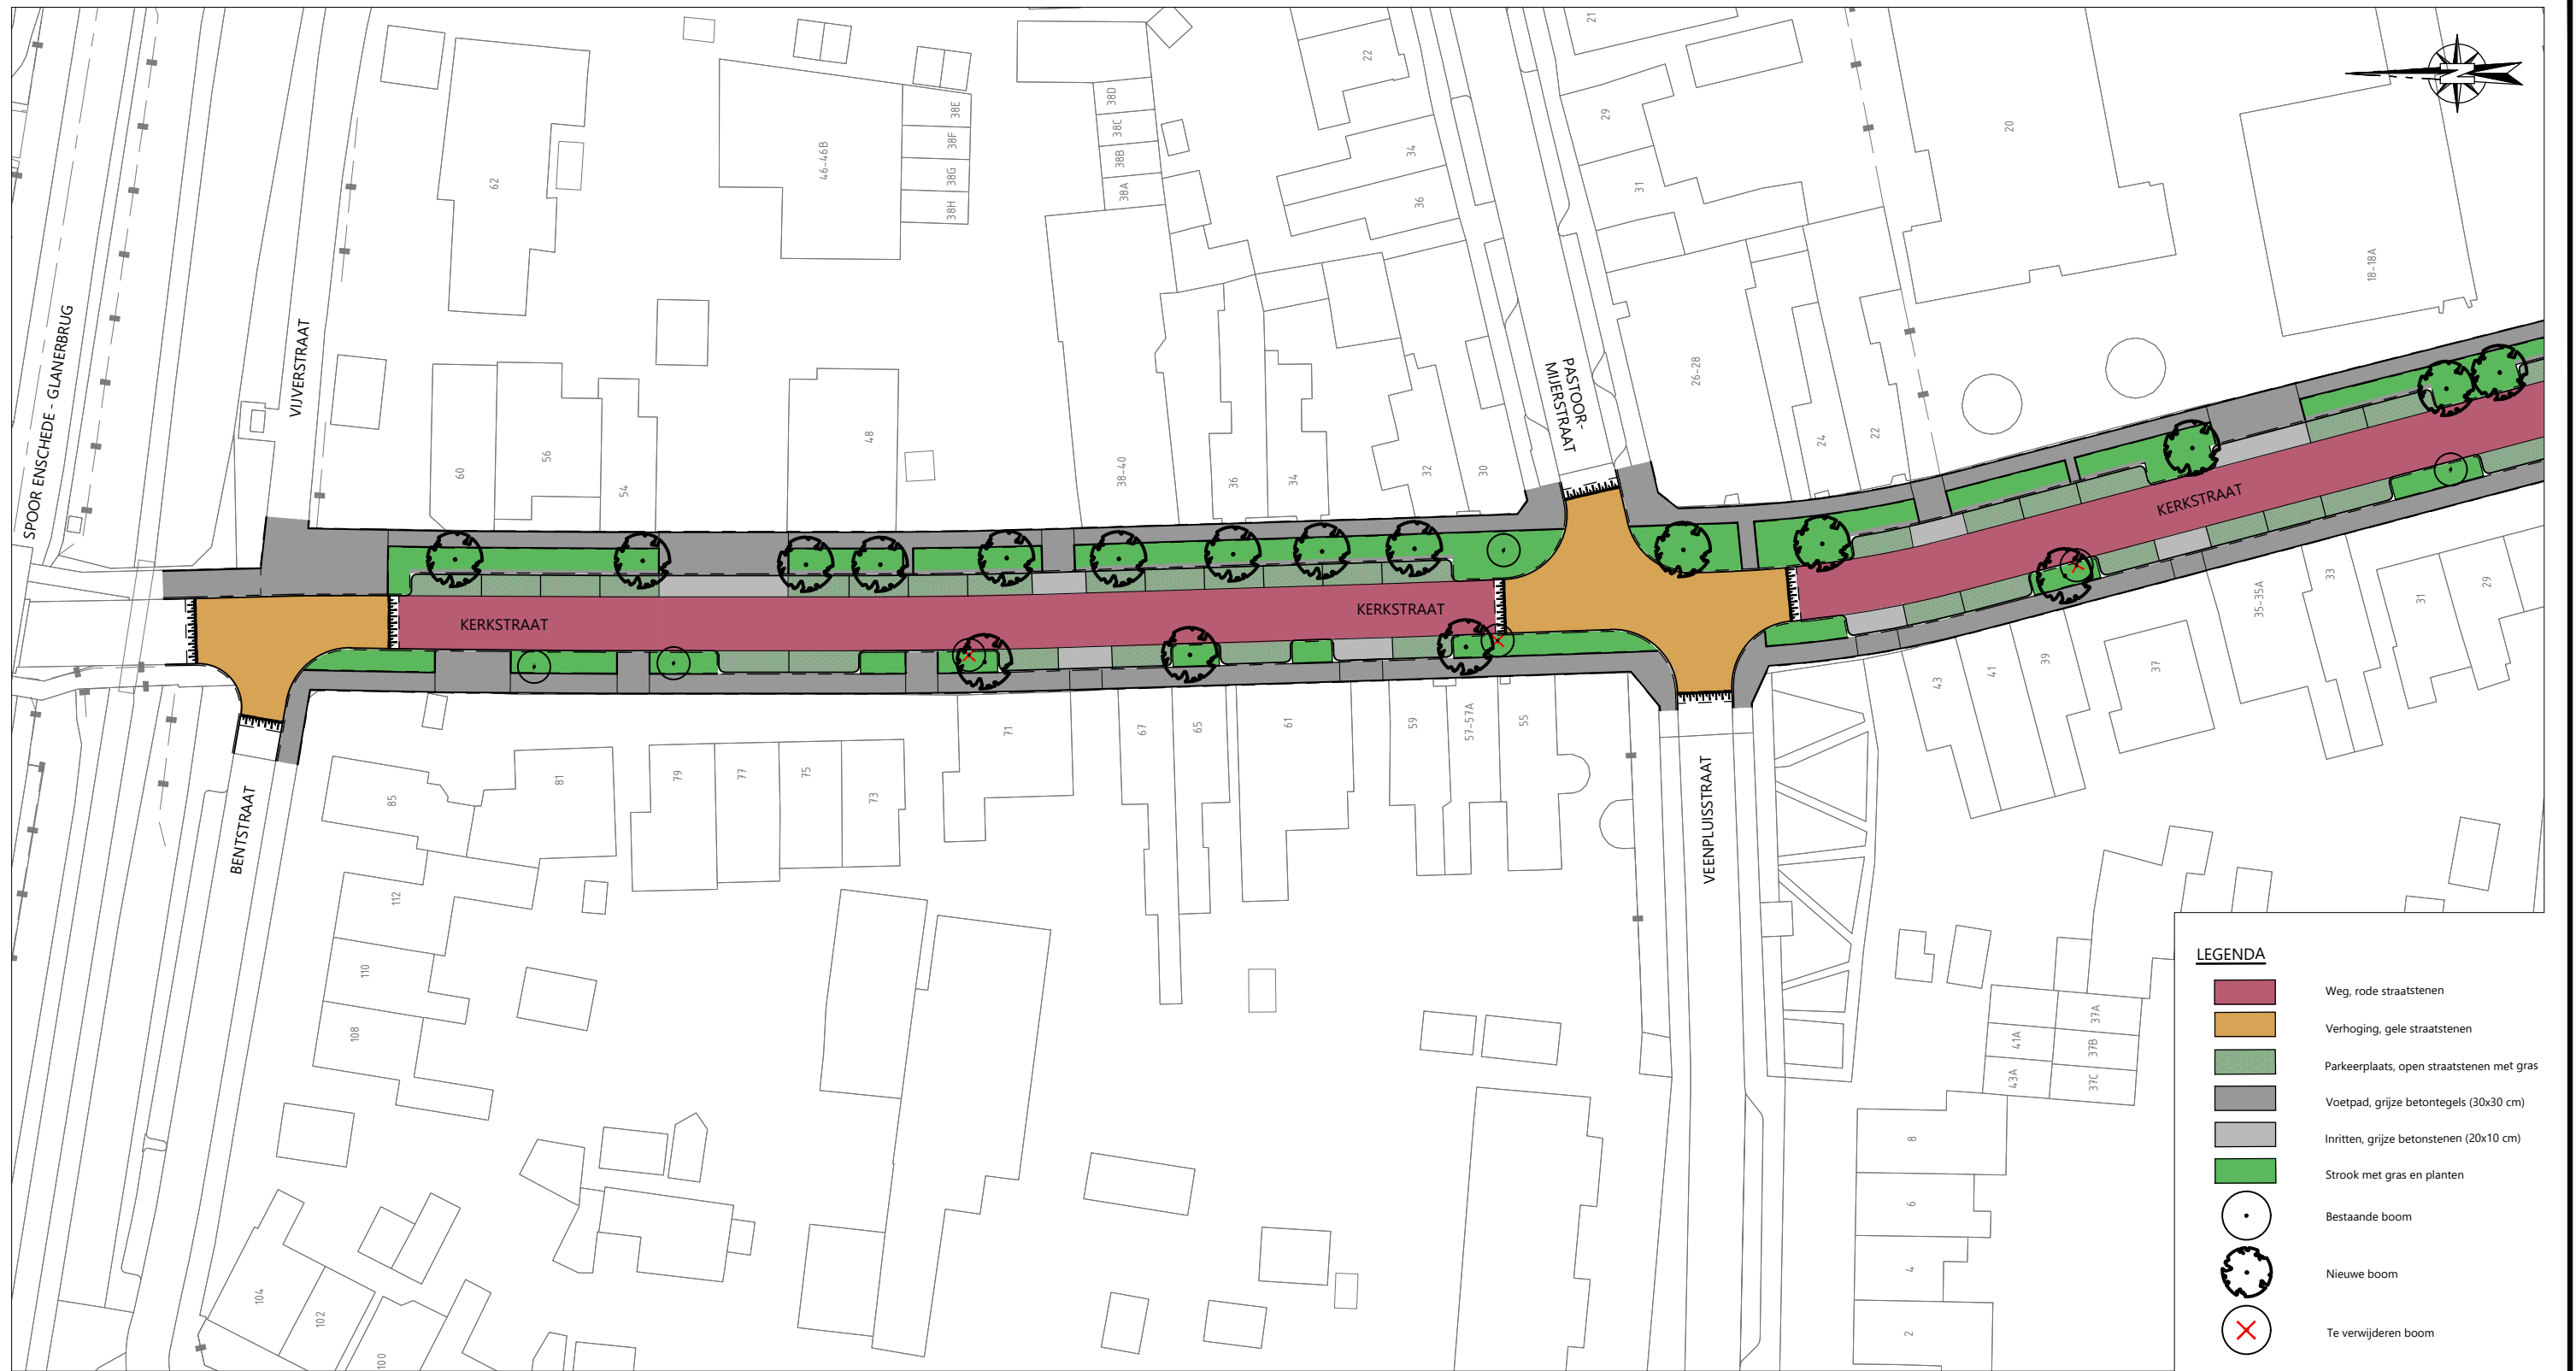 21
22
38E
38D
29
20
38F
38C
46-46B
34
38B
62
38G
31
38A
36
38H
18-18A
SPOOR ENSCHEDE - GLANERBRUG
VIJVERSTRAAT
PASTOOR-
MIJERSTRAAT
26-28
60
56
54
48
38-40
36
34
32
30
24
22
KERKSTRAAT
KERKSTRAAT
KERKSTRAAT
71
67
65
61
59
57-57A
55
43
41
39
37
35-35A
33
31
29
85
81
79
77
75
73
BENTSTRAAT
VEENPLUISSTRAAT
112
110
108
104
102
100
41A
43A
37A
37B
37C
8
6
4
2
LEGENDA
Weg, rode straatstenen
Verhoging, gele straatstenen
Parkeerplaats, open straatstenen met gras
Voetpad, grijze betontegels (30x30 cm)
Inritten, grijze betonstenen (20x10 cm)
Strook met gras en planten
Bestaande boom
Nieuwe boom
Te verwijderen boom